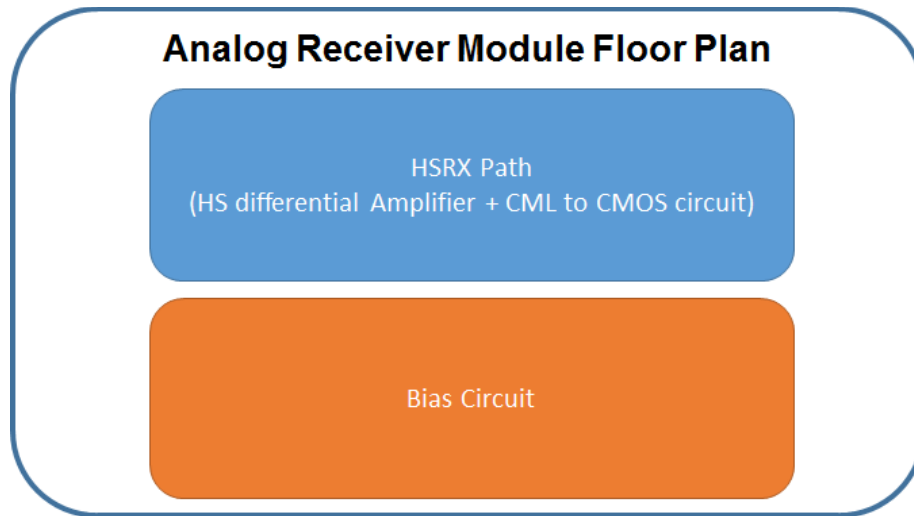 Analog Receiver Module Floor Plan
HSRX Path
(HS differential Amplifier + CML to CMOS circuit)
Bias Circuit